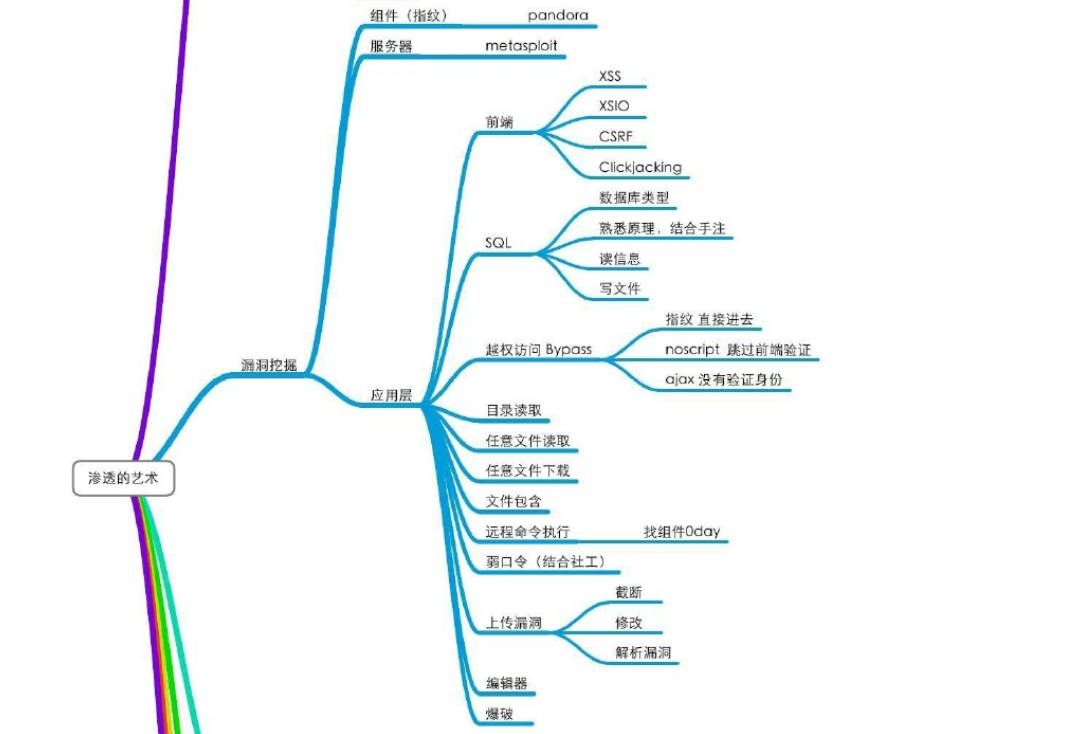 组件（指纹） pandora
服务器 metasploit
XSS
XSIO
前端
CSRF
Clickjacking
数据库类型
熟悉原理，结合手注
SQL
读信息
写文件
指纹 直接进去
越权访问 Bypass
noscript 跳过前端验证
漏洞挖掘
ajax 没有验证身份
应用层
目录读取
任意文件读取
任意文件下载
渗透的艺术
文件包含
远程命令执行 找组件0day
弱口令（结合社工）
截断
上传漏洞
修改
解析漏洞
编辑器
爆破